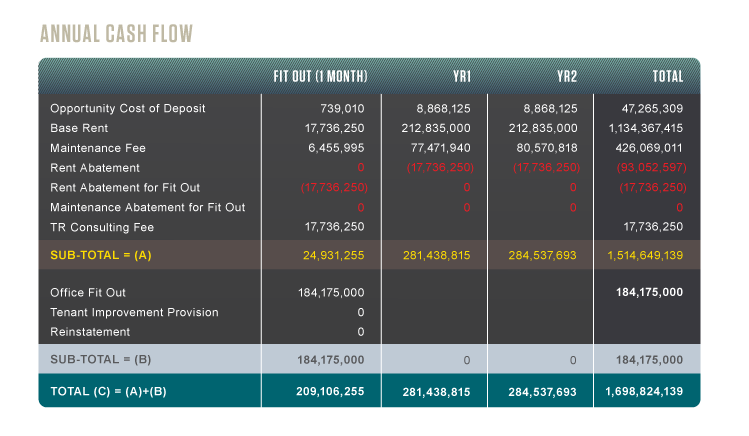 ANNUAL CASH FLOW
FIT OUT (1 MONTH) YR1 YR2 TOTAL
Opportunity Cost of Deposit 739,010 8,868,125 8,868,125 47,265,309
Base Rent 17,736,250 212,835,000 212,835,000 1,134,367,415
Maintenance Fee 6,455,995 77,471,940 80,570,818 426,069,011
Rent Abatement 0 (17,736,250) (17,736,250) (93,052,597)
Rent Abatement for Fit Out (17,736,250) 0 0 (17,736,250)
Maintenance Abatement for Fit Out 0 0 0 0
TR Consulting Fee 17,736,250 17,736,250
SUB-TOTAL = (A) 24,931,255 281,438,815 284,537,693 1,514,649,139
Office Fit Out 184,175,000 184,175,000
Tenant Improvement Provision 0
Reinstatement 0
SUB-TOTAL = (B) 184,175,000 0 0 184,175,000
TOTAL (C) = (A)+(B) 209,106,255 281,438,815 284,537,693 1,698,824,139